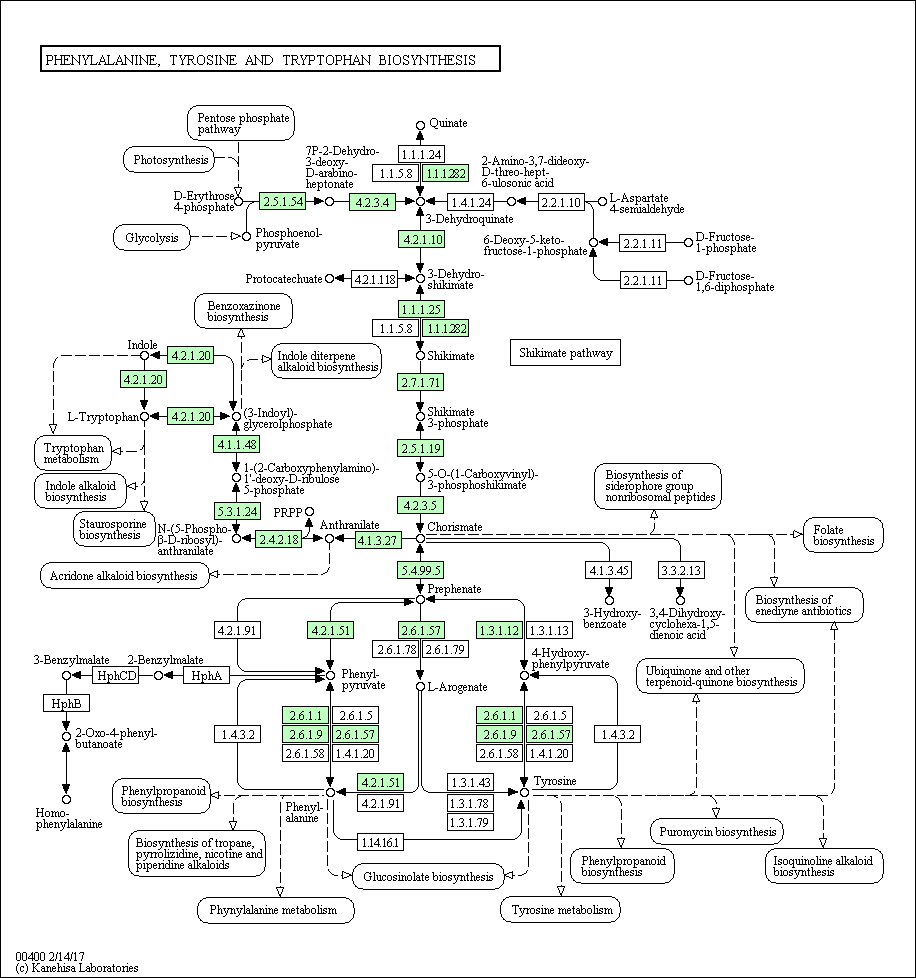 PHENYLALANINE, TYROSINE AND TRYPTOPHAN BIOSYNTHESIS
Pentose phosphate
pathway
Quinate
Photosynthesis
7P-2-Dehydro-
3-deoxy-
D-arabino-
heptonate
1.1.1.24
1.1.5.8
1.1.1.282
2-Amino-3,7-dideoxy-
D-threo-hept-
6-ulosonic acid
D-Erythrose
4-phosphate
2.5.1.54
4.2.3.4
1.4.1.24
2.2.1.10
L-Aspartate
4-semialdehyde
3-Dehydroquinate
Glycolysis
Phosphoenol-
pyruvate
4.2.1.10
6-Deoxy-5-keto-
fructose-1-phosphate
2.2.1.11
D-Fructose-
1-phosphate
Protocatechuate
4.2.1.118
3-Dehydro-
shikimate
2.2.1.11
D-Fructose-
1,6-diphosphate
Benzoxazinone
biosynthesis
1.1.1.25
1.1.5.8
1.1.1.282
Indole
4.2.1.20
Indole diterpene
alkaloid biosynthesis
Shikimate
Shikimate pathway
4.2.1.20
2.7.1.71
L-Tryptophan
4.2.1.20
(3-Indoyl)-
glycerolphosphate
Shikimate
3-phosphate
Tryptophan
metabolism
4.1.1.48
2.5.1.19
Indole alkaloid
biosynthesis
1-(2-Carboxyphenylamino)-
1'-deoxy-D-ribulose
5-phosphate
5-O-(1-Carboxyvinyl)-
3-phosphoshikimate
Biosynthesis of
siderophore group
nonribosomal peptides
Staurosporine
biosynthesis
5.3.1.24
PRPP
4.2.3.5
N-(5-Phospho-
β-D-ribosyl)-
anthranilate
2.4.2.18
Anthranilate
4.1.3.27
Chorismate
Folate
biosynthesis
Acridone alkaloid biosynthesis
5.4.99.5
4.1.3.45
3.3.2.13
Prephenate
3-Hydroxy-
benzoate
3,4-Dihydroxy-
cyclohexa-1,5-
dienoic acid
Biosynthesis of
enediyne antibiotics
4.2.1.91
4.2.1.51
2.6.1.57
1.3.1.12
1.3.1.13
2.6.1.78
2.6.1.79
3-Benzylmalate
2-Benzylmalate
4-Hydroxy-
phenylpyruvate
HphCD
HphA
Phenyl-
pyruvate
L-Arogenate
Ubiquinone and other
terpenoid-quinone biosynthesis
HphB
2-Oxo-4-phenyl-
butanoate
1.4.3.2
2.6.1.1
2.6.1.5
2.6.1.9
2.6.1.57
2.6.1.58
1.4.1.20
2.6.1.1
2.6.1.5
2.6.1.9
2.6.1.57
2.6.1.58
1.4.1.20
1.4.3.2
Homo-
phenylalanine
Phenylpropanoid
biosynthesis
Phenyl-
alanine
4.2.1.51
4.2.1.91
1.3.1.43
1.3.1.78
1.3.1.79
Tyrosine
Biosynthesis of tropane,
pyrrolizidine, nicotine and
piperidine alkaloids
1.14.16.1
Puromycin biosynthesis
Glucosinolate biosynthesis
Phenylpropanoid
biosynthesis
Isoquinoline alkaloid
biosynthesis
Phynylalanine metabolism
Tyrosine metabolism
00400 2/14/17
(c) Kanehisa Laboratories